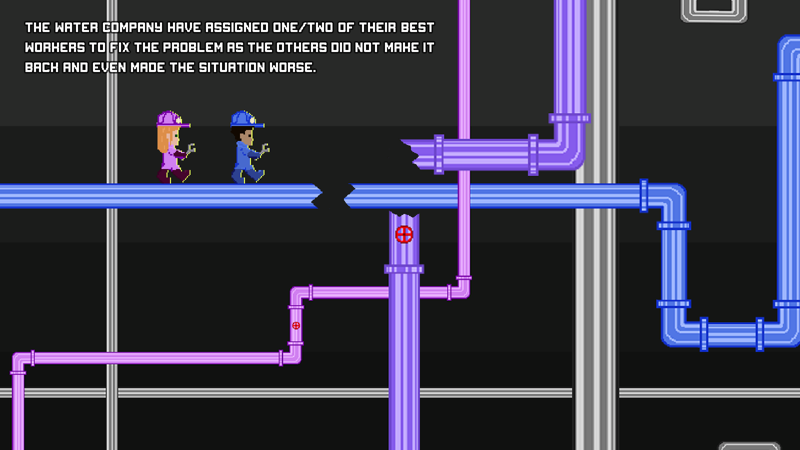 THE WATER COMPANY HAVE ASSIGNED ONE/TWO OF THEIR BEST
WORKERS TO FIX THE PROBLEM AS THE OTHERS DID NOT MAKE IT
BACK AND EVEN MADE THE SITUATION WORSE.